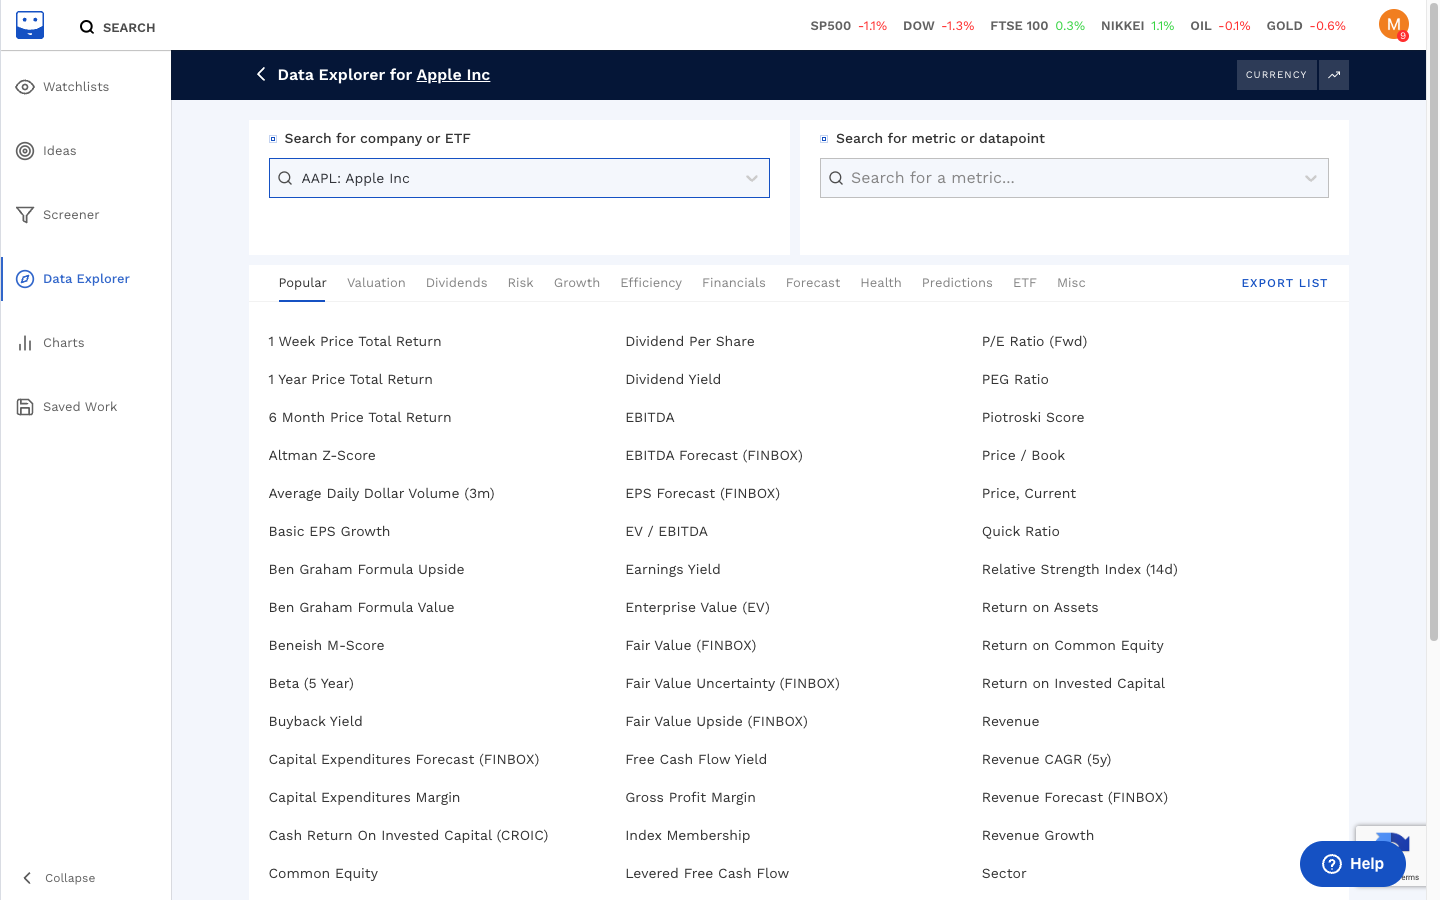 SEARCH
SP500 -1.1% DOW -1.3% FTSE 100 0.3% NIKKEI 1.1% OIL -0.1% GOLD -0.6%
M
9
Data Explorer for Apple Inc
CURRENCY
Watchlists
Ideas
Screener
Data Explorer
Charts
Saved Work
Collapse
Search for company or ETF
AAPL: Apple Inc
Search for metric or datapoint
Search for a metric...
Popular Valuation Dividends Risk Growth Efficiency Financials Forecast Health Predictions ETF Misc
EXPORT LIST
1 Week Price Total Return
1 Year Price Total Return
6 Month Price Total Return
Altman Z-Score
Average Daily Dollar Volume (3m)
Basic EPS Growth
Ben Graham Formula Upside
Ben Graham Formula Value
Beneish M-Score
Beta (5 Year)
Buyback Yield
Capital Expenditures Forecast (FINBOX)
Capital Expenditures Margin
Cash Return On Invested Capital (CROIC)
Common Equity
Dividend Per Share
Dividend Yield
EBITDA
EBITDA Forecast (FINBOX)
EPS Forecast (FINBOX)
EV / EBITDA
Earnings Yield
Enterprise Value (EV)
Fair Value (FINBOX)
Fair Value Uncertainty (FINBOX)
Fair Value Upside (FINBOX)
Free Cash Flow Yield
Gross Profit Margin
Index Membership
Levered Free Cash Flow
P/E Ratio (Fwd)
PEG Ratio
Piotroski Score
Price / Book
Price, Current
Quick Ratio
Relative Strength Index (14d)
Return on Assets
Return on Common Equity
Return on Invested Capital
Revenue
Revenue CAGR (5y)
Revenue Forecast (FINBOX)
Revenue Growth
Sector
Help